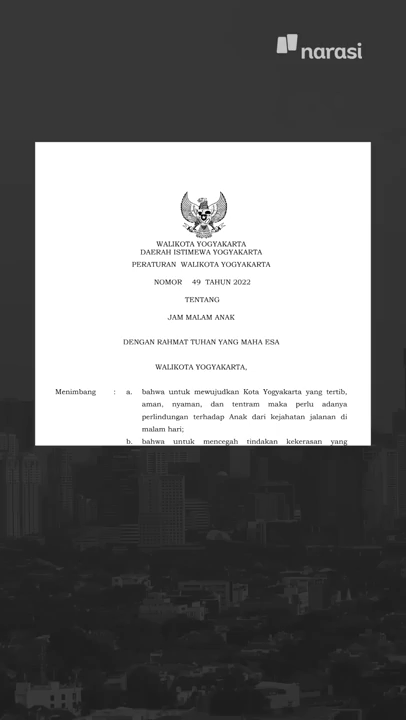 narasi
WALIKOTA YOGYAKARTA
DAERAH ISTIMEWA YOGYAKARTA
PERATURAN WALIKOTA YOGYAKARTA
NOMOR 49 TAHUN 2022
TENTANG
JAM MALAM ANAK
DENGAN RAHMAT TUHAN YANG MAHA ESA
WALIKOTA YOGYAKARTA,
Menimbang : a. bahwa untuk mewujudkan Kota Yogyakarta yang tertib,
aman, nyaman, dan tentram maka perlu adanya
perlindungan terhadap Anak dari kejahatan jalanan di
malam hari;
b. bahwa untuk mencegah tindakan kekerasan yang